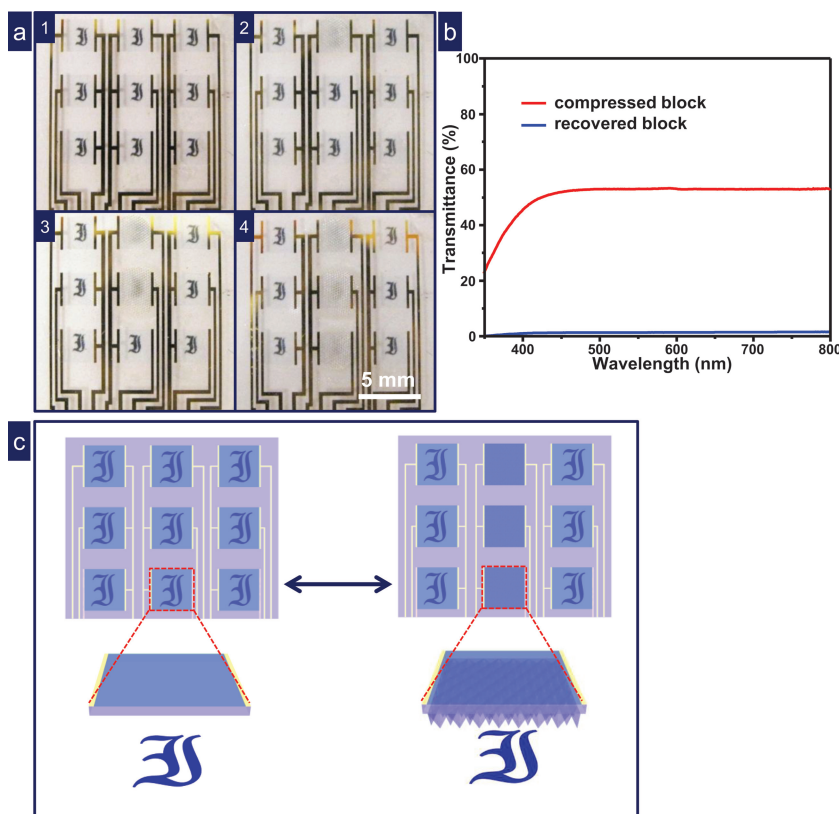 a
1
2
3
4
5 mm
b
Transmittance (%)
100
80
60
40
20
0
compressed block
recovered block
400 500 600 700 800
Wavelength (nm)
c